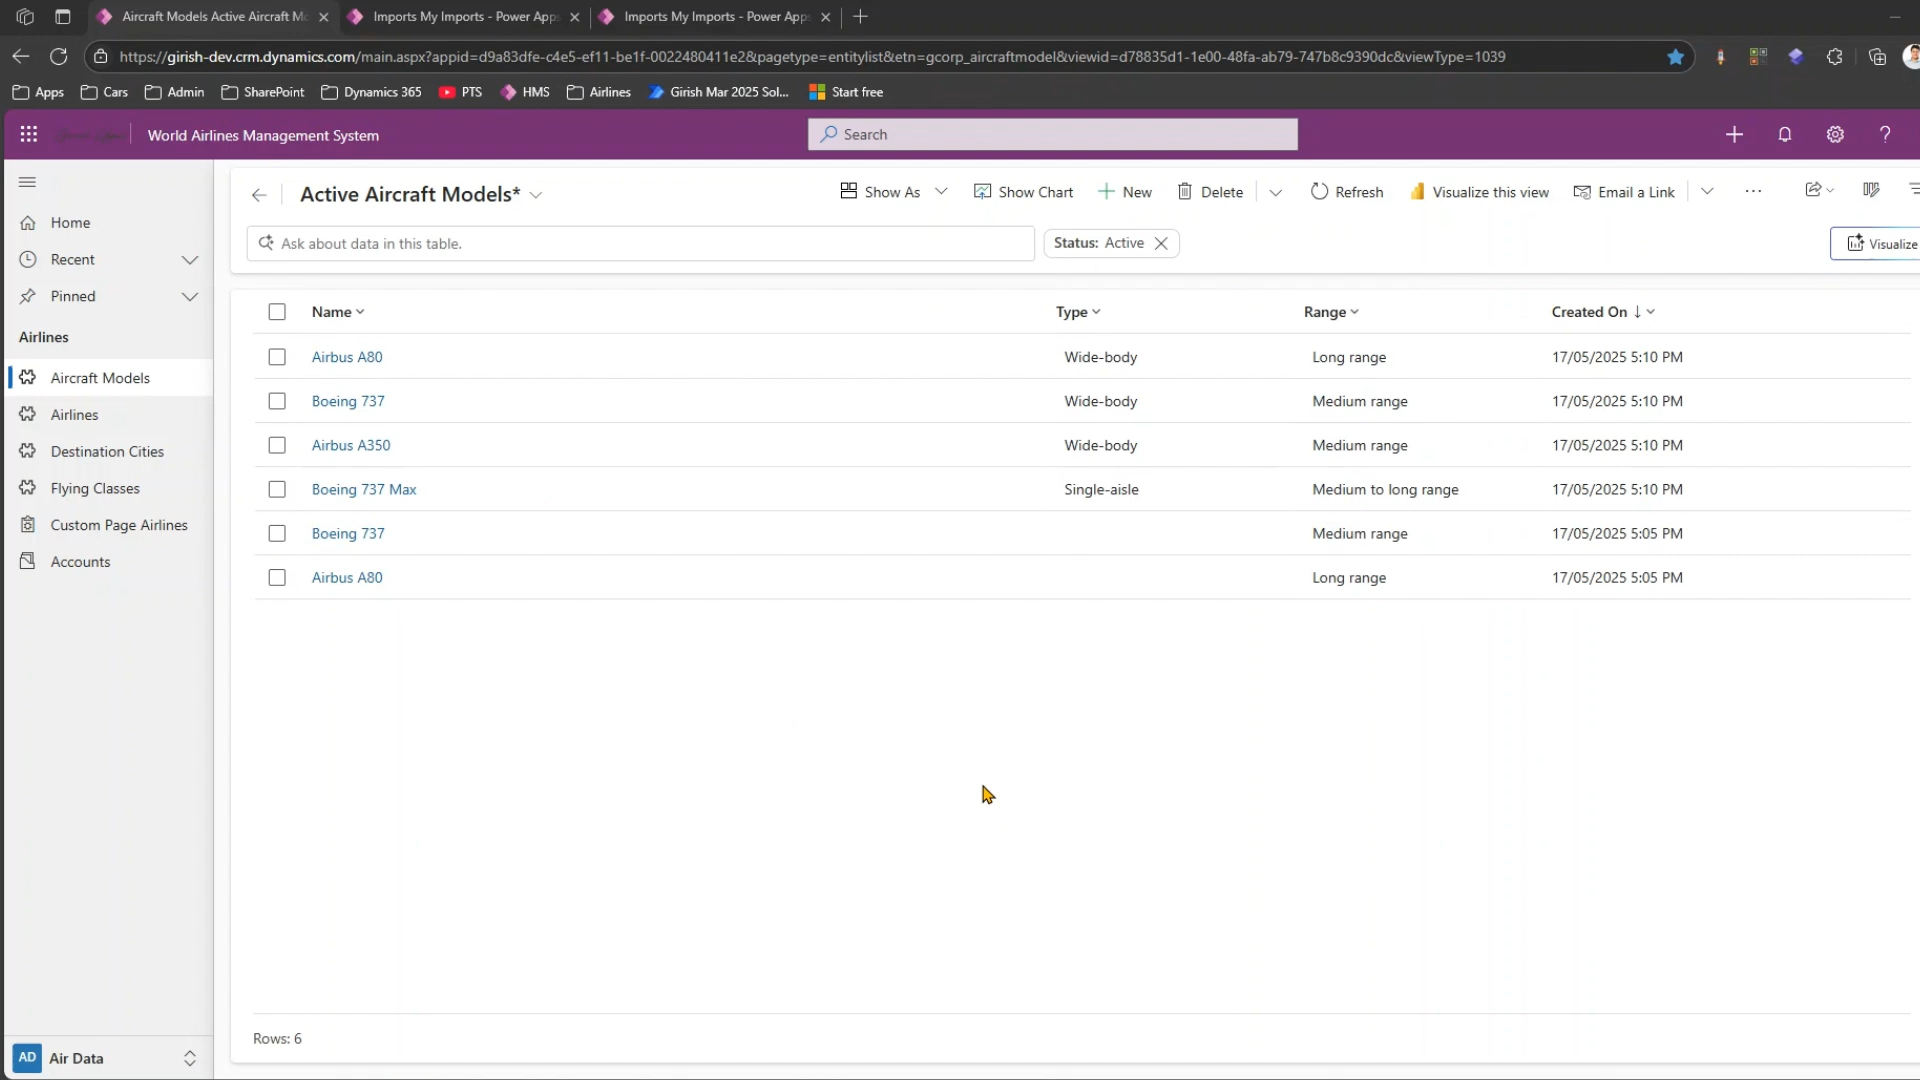 Aircraft Models Active Aircraft Mo
Imports My Imports - Power Apps
Imports My Imports - Power Apps
https://girish-dev.crm.dynamics.com/main.aspx?appid=d9a83dfe-c4e5-ef11-be1f-0022480411e2&pagetype=entitylist&etn=gcorp_aircraftmodel&viewid=d78835d1-1e00-48fa-ab79-747b8c9390dc&viewType=1039
Apps Cars Admin SharePoint Dynamics 365 PTS HMS Airlines Girish Mar 2025 Sol... Start free
World Airlines Management System
Search
Home
Recent
Pinned
Airlines
Aircraft Models
Airlines
Destination Cities
Flying Classes
Custom Page Airlines
Accounts
AD Air Data
Active Aircraft Models*
Show As Show Chart New Delete Refresh Visualize this view Email a Link
Ask about data in this table.
Status: Active
Visualize
Name Type Range Created On
Airbus A80 Wide-body Long range 17/05/2025 5:10 PM
Boeing 737 Wide-body Medium range 17/05/2025 5:10 PM
Airbus A350 Wide-body Medium range 17/05/2025 5:10 PM
Boeing 737 Max Single-aisle Medium to long range 17/05/2025 5:10 PM
Boeing 737 Medium range 17/05/2025 5:05 PM
Airbus A80 Long range 17/05/2025 5:05 PM
Rows: 6